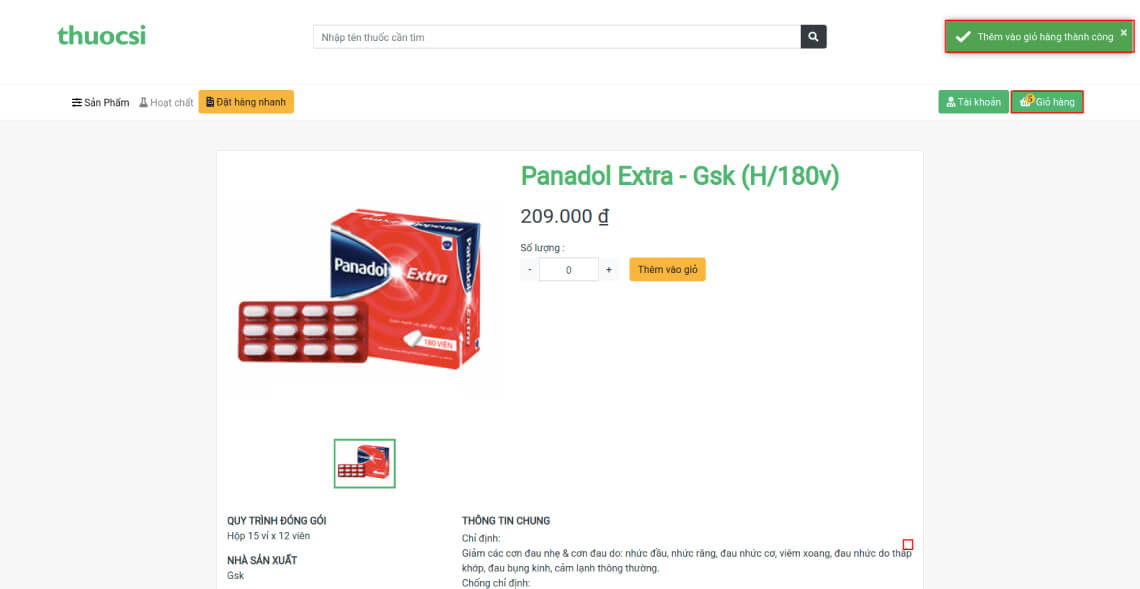 thuocsi
Nhập tên thuốc cần tìm
Thêm vào giỏ hàng thành công ×
Sản Phẩm Hoạt chất Đặt hàng nhanh
Tài khoản 5 Giỏ hàng
Panadol Extra - Gsk (H/180v)
209.000 ₫
Số lượng :
- 0 + Thêm vào giỏ
Panadol Extra
Panadol Extra
180 VIÊN
QUY TRÌNH ĐÓNG GÓI
Hộp 15 vỉ x 12 viên
NHÀ SẢN XUẤT
Gsk
THÔNG TIN CHUNG
Chỉ định:
Giảm các cơn đau nhẹ & cơn đau do: nhức đầu, nhức răng, đau nhức cơ, viêm xoang, đau nhức do thấp
khớp, đau bụng kinh, cảm lạnh thông thường.
Chống chỉ định: